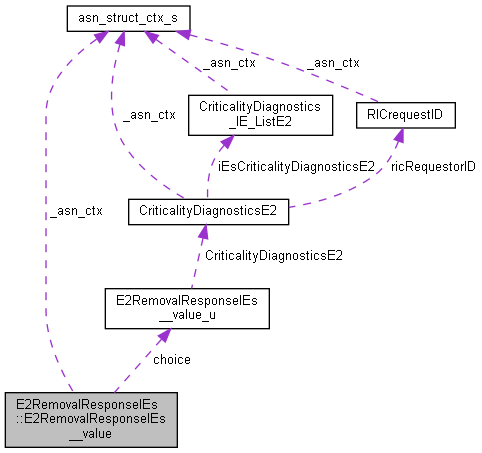 asn_struct_ctx_s
_asn_ctx
_asn_ctx
CriticalityDiagnostics
_IE_ListE2
RICrequestID
_asn_ctx
iEsCriticalityDiagnosticsE2
ricRequestorID
CriticalityDiagnosticsE2
_asn_ctx
CriticalityDiagnosticsE2
E2RemovalResponseIEs
__value_u
choice
E2RemovalResponseIEs
::E2RemovalResponseIEs
__value